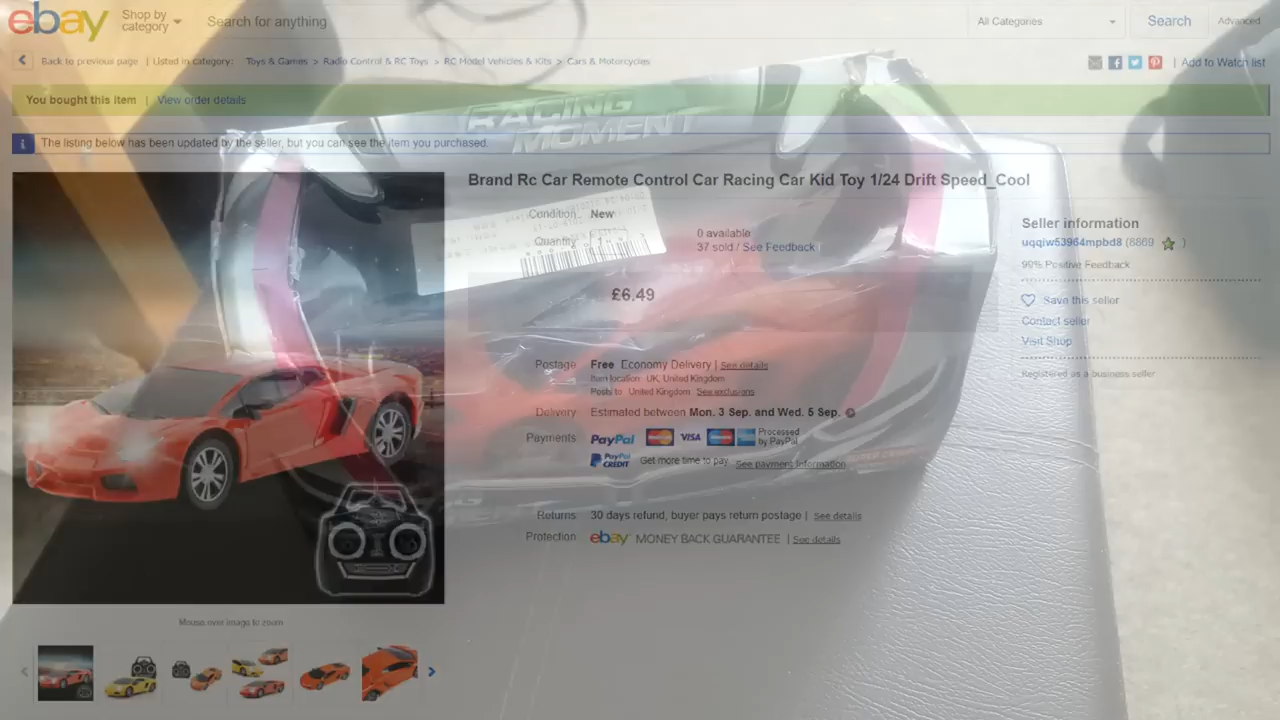 ebay
Shop by
category
Search for anything
All Categories
Search
Advanced
Back to previous page | Listed in category: Toys & Games > Radio Control & RC Toys > RC Model Vehicles & Kits > Cars & Motorcycles
| Add to Watch list
You bought this item | View order details
RACING
MOMENT
i The listing below has been updated by the seller, but you can see the item you purchased.
Brand Rc Car Remote Control Car Racing Car Kid Toy 1/24 Drift Speed_Cool
Condition: New
Quantity: 1
0 available
37 sold / See Feedback
£6.49
Postage: Free Economy Delivery | See details
Item location: UK, United Kingdom
Posts to: United Kingdom See exclusions
Delivery: Estimated between Mon. 3 Sep. and Wed. 5 Sep.
Payments: PayPal VISA Processed
by PayPal
PayPal
CREDIT Get more time to pay. See payment information
Returns: 30 days refund, buyer pays return postage | See details
Protection: ebay MONEY BACK GUARANTEE | See details
Seller information
uqqiw53964mpbd8 (8869 )
99% Positive Feedback
Save this seller
Contact seller
Visit Shop
Registered as a business seller
Mouse over image to zoom